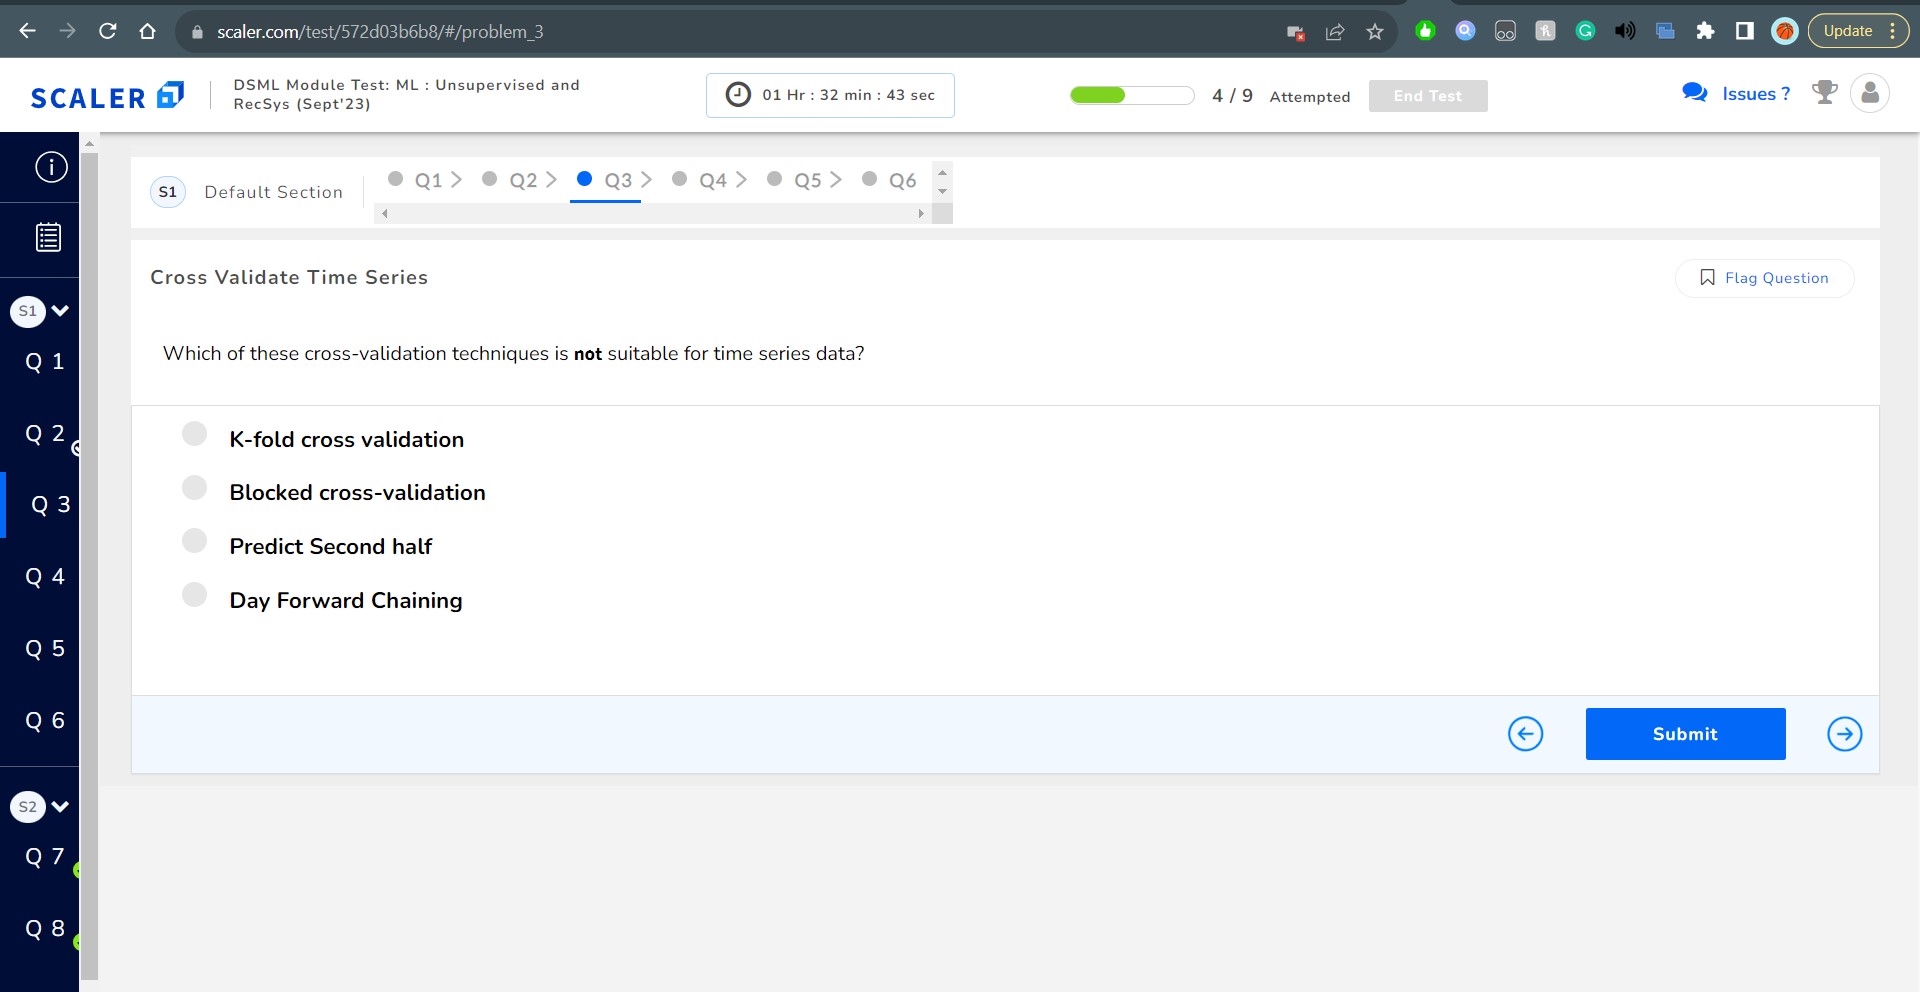 scaler.com/test/572d03b6b8/#/problem_3
Update
SCALER
DSML Module Test: ML : Unsupervised and
RecSys (Sept'23)
01 Hr : 32 min : 43 sec
4 / 9 Attempted
End Test
Issues ?
S1 Default Section
Q1 Q2 Q3 Q4 Q5 Q6
Cross Validate Time Series
Flag Question
Which of these cross-validation techniques is not suitable for time series data?
K-fold cross validation
Blocked cross-validation
Predict Second half
Day Forward Chaining
Submit
S1
Q 1
Q 2
Q 3
Q 4
Q 5
Q 6
S2
Q 7
Q 8